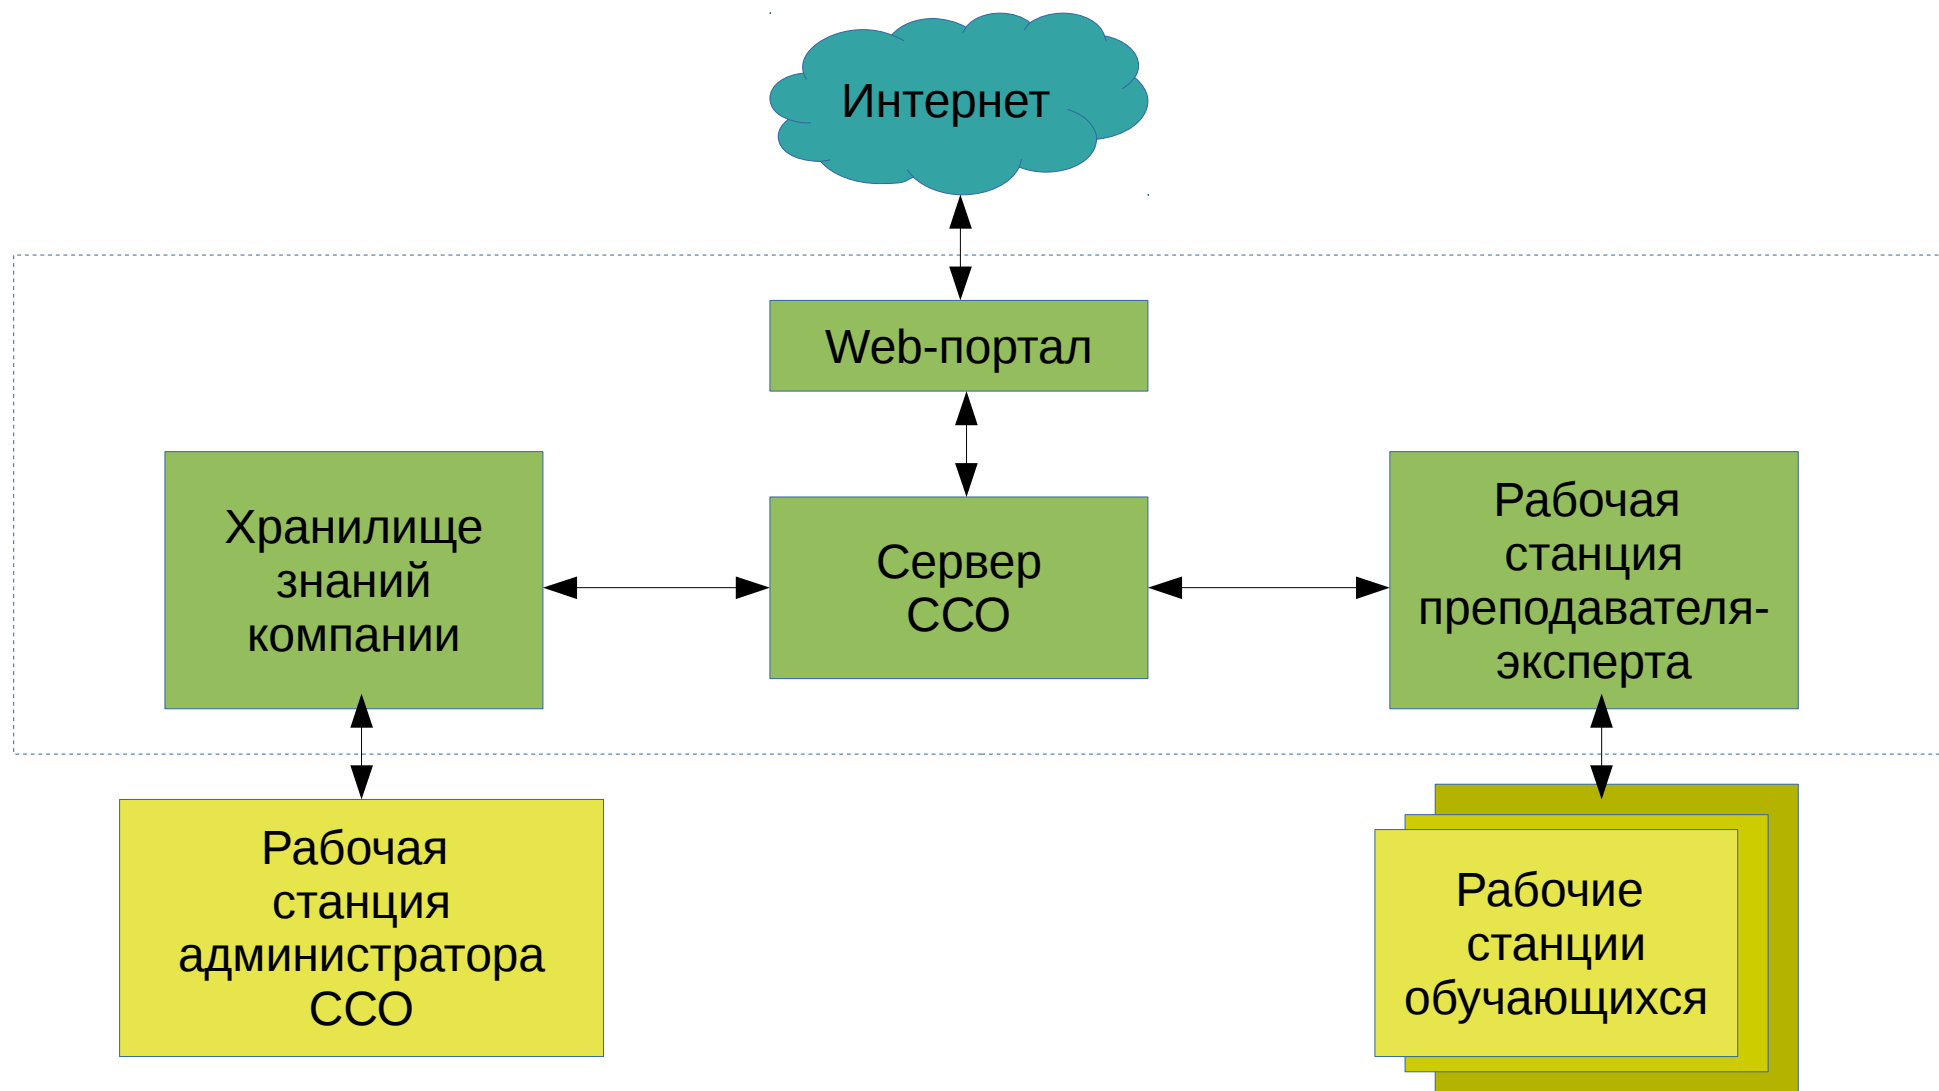 Интернет
Web-портал
Хранилище
знаний
компании
Сервер
ССО
Рабочая
станция
преподавателя-
эксперта
Рабочая
станция
администратора
ССО
Рабочие
станции
обучающихся